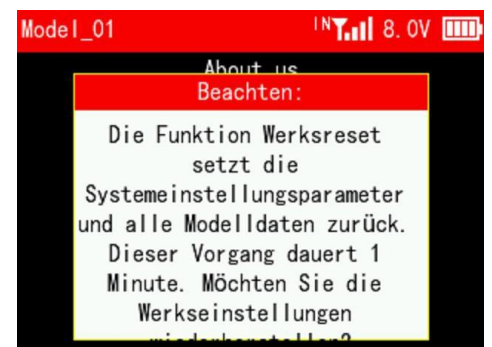 Model_01
IN 8.0V
About us
Beachten:
Die Funktion Werksreset
setzt die
Systemeinstellungsparameter
und alle Modelldaten zurück.
Dieser Vorgang dauert 1
Minute. Möchten Sie die
Werkseinstellungen
wiederherstellen?